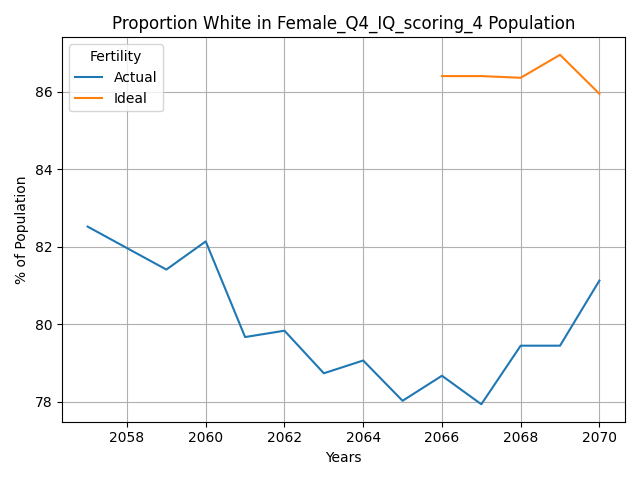 Proportion White in Female_Q4_IQ_scoring_4 Population
Fertility
Actual
Ideal
86
84
82
80
78
% of Population
2058 2060 2062 2064 2066 2068 2070
Years